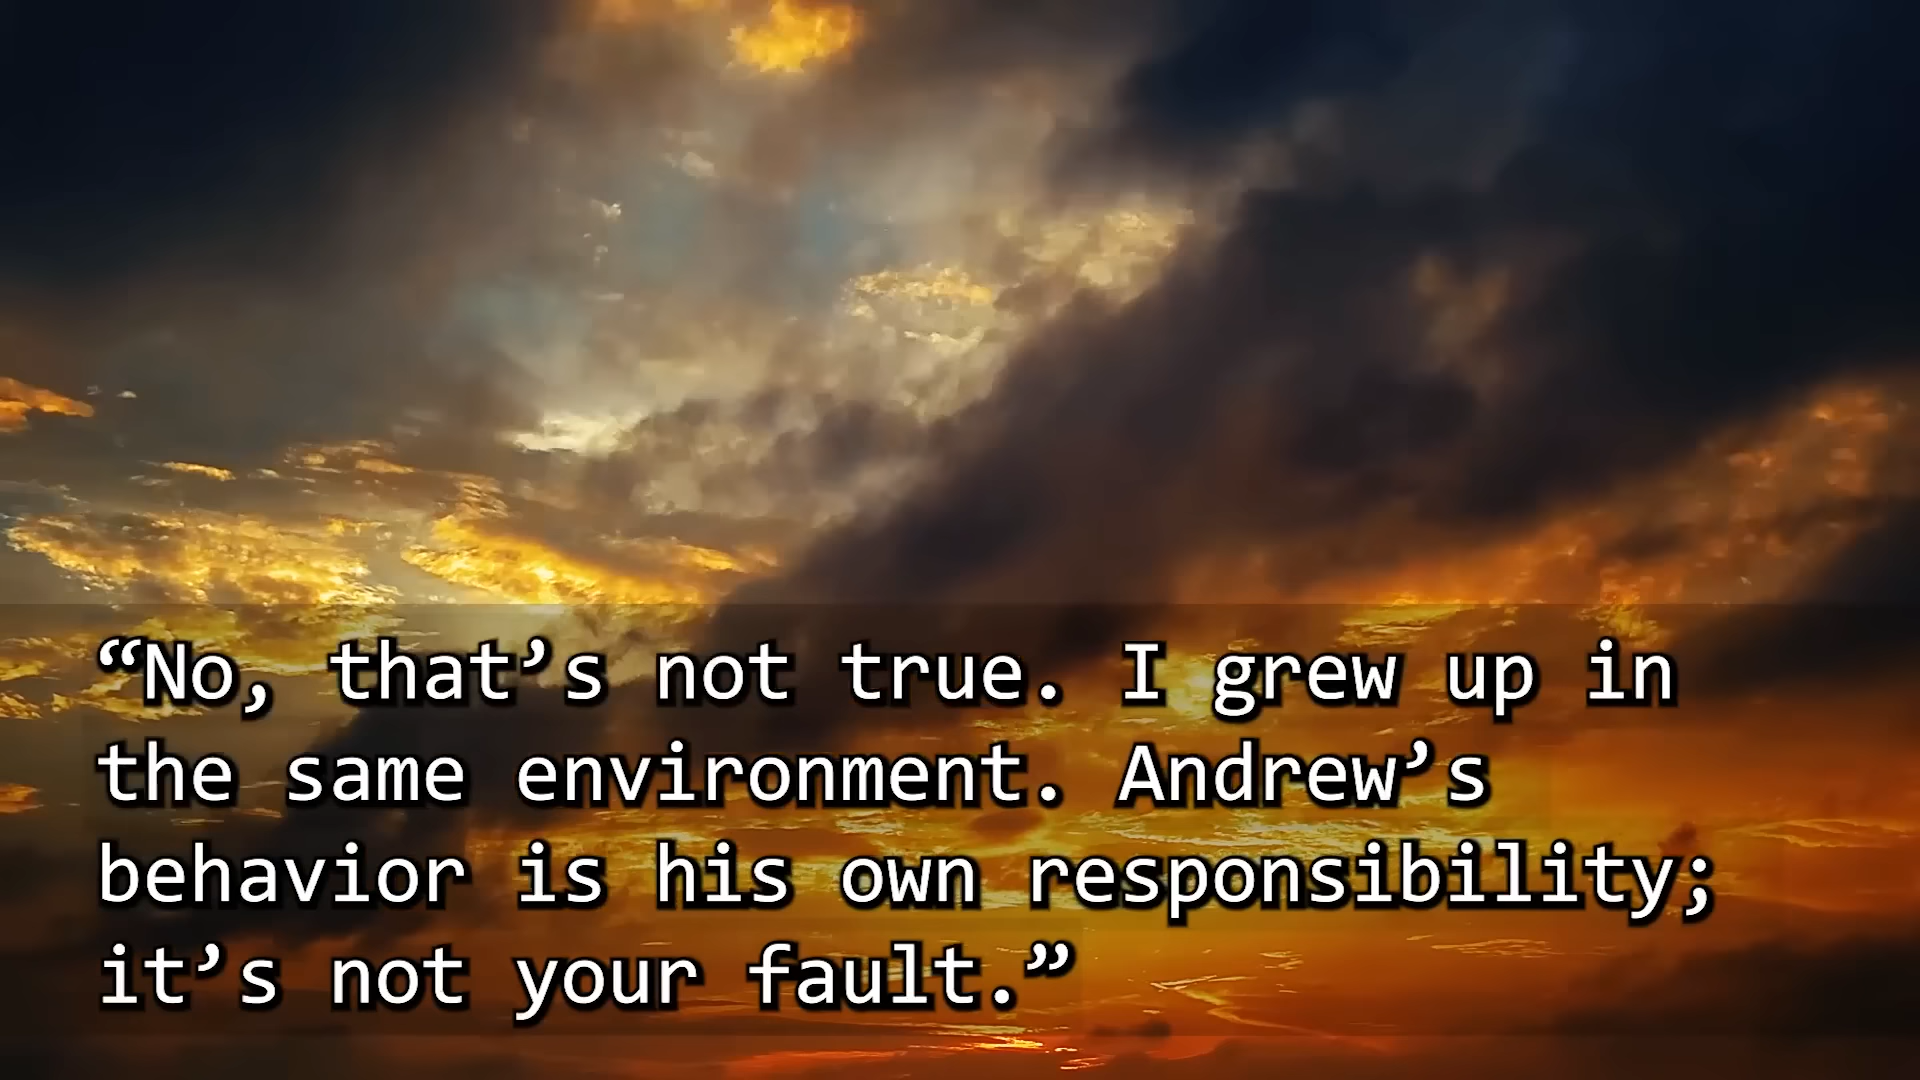 “No, that’s not true. I grew up in
the same environment. Andrew’s
behavior is his own responsibility;
it’s not your fault.”